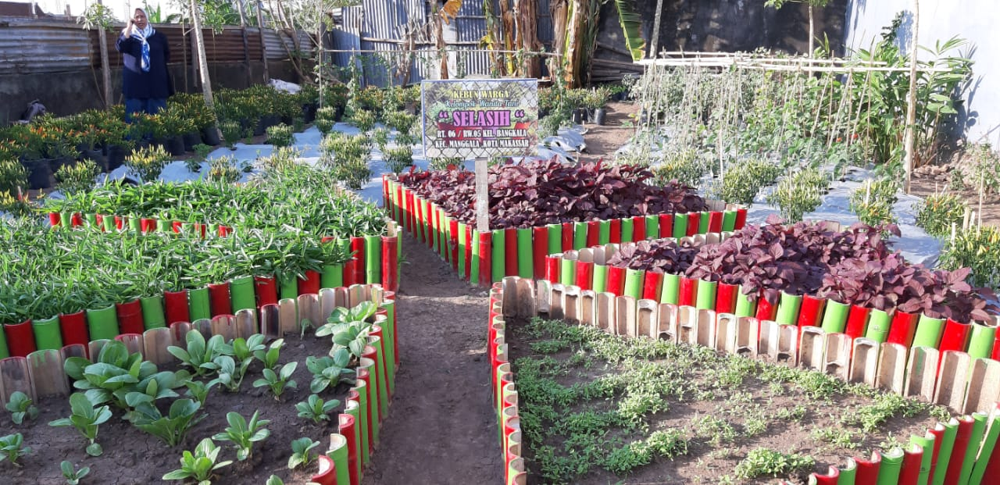 KEBUN WARGA
Kelompok Wanita Tani
"SELASIH"
RT. 06 / RW.05 KEL. BANGKALA
KEC. MANGGALA KOTA MAKASSAR